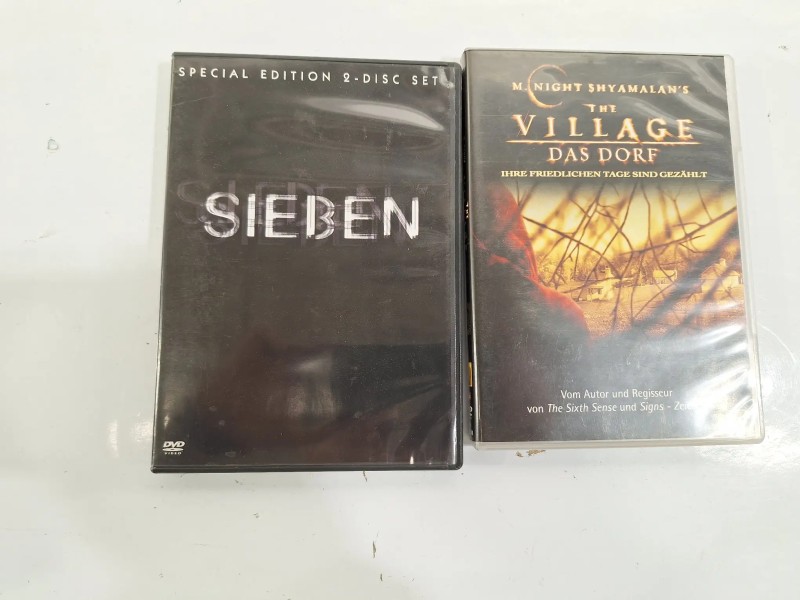 SPECIAL EDITION 2-DISC SET
SIEBEN
DVD
VIDEO
M. NIGHT SHYAMALAN'S
THE
VILLAGE
DAS DORF
IHRE FRIEDLICHEN TAGE SIND GEZÄHLT
Vom Autor und Regisseur
von The Sixth Sense und Signs -